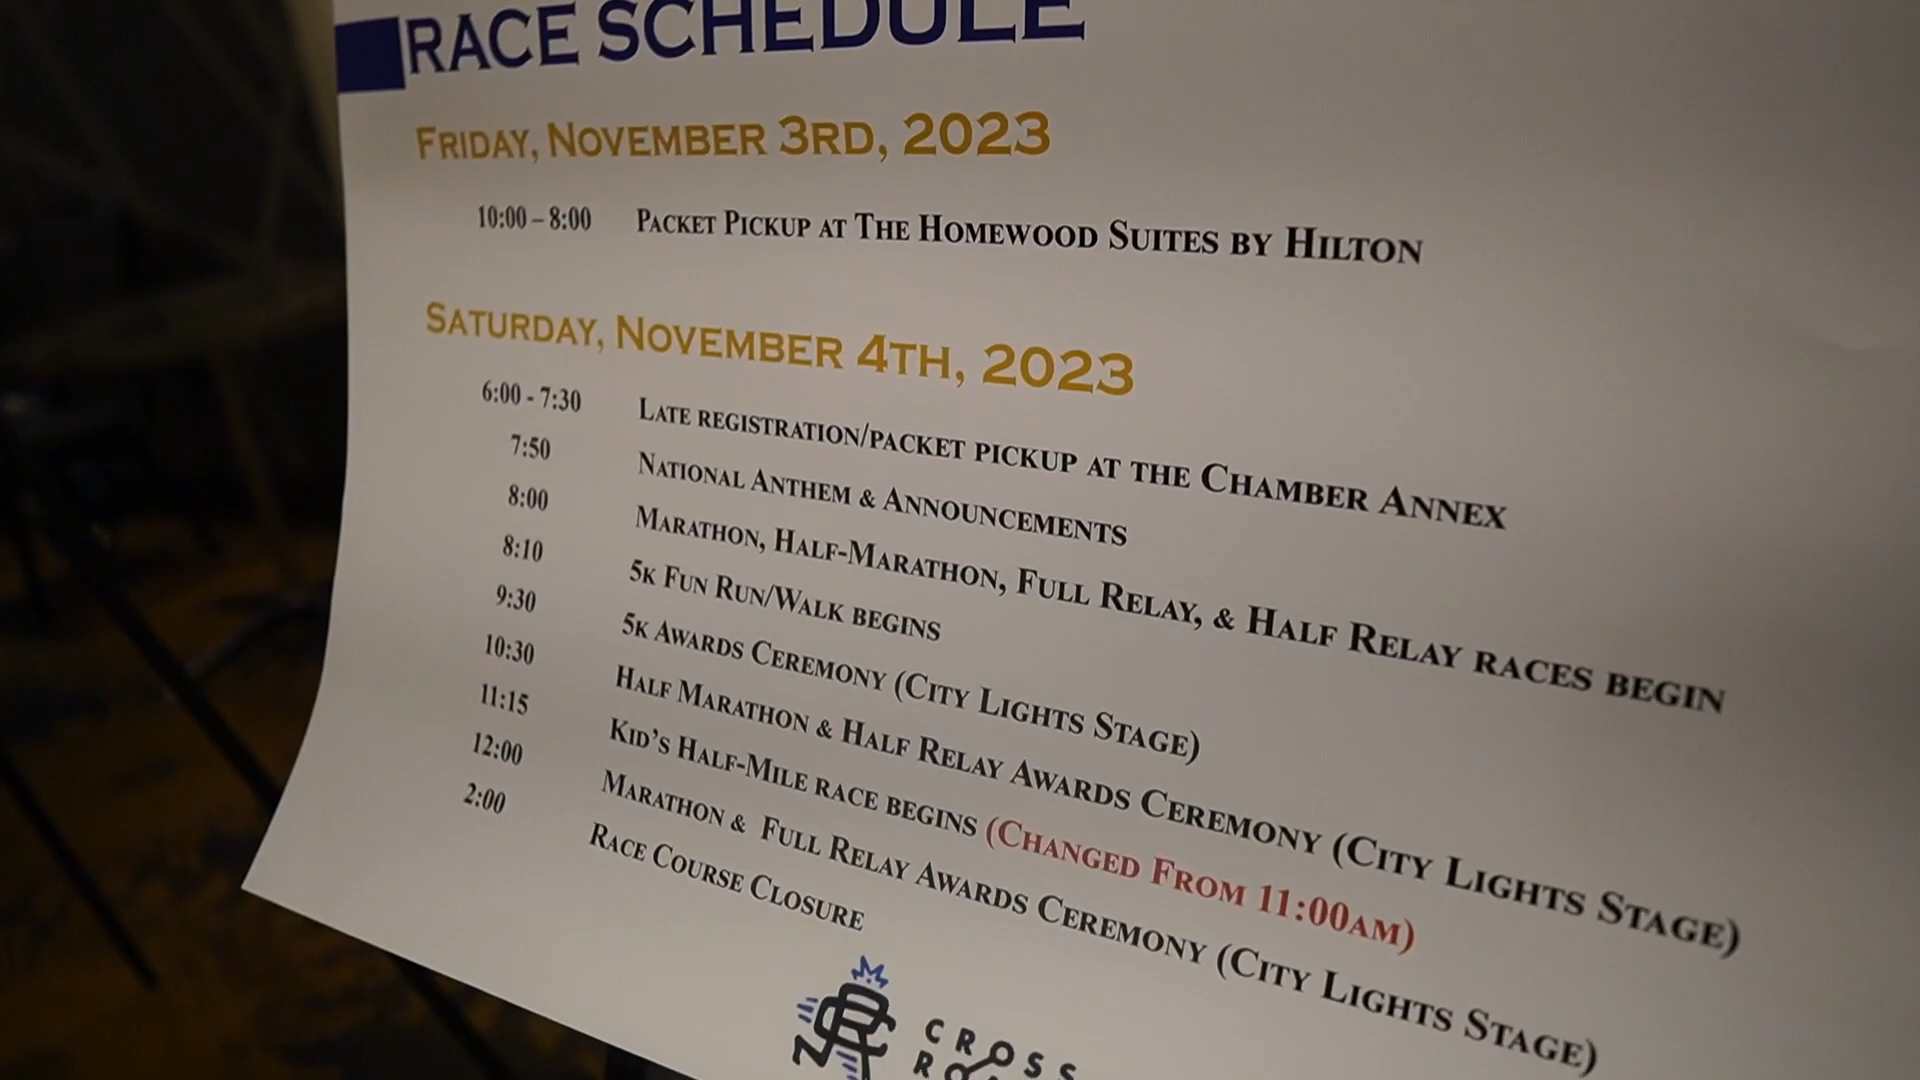 RACE SCHEDULE
FRIDAY, NOVEMBER 3RD, 2023
10:00 – 8:00 PACKET PICKUP AT THE HOMEWOOD SUITES BY HILTON
SATURDAY, NOVEMBER 4TH, 2023
6:00 - 7:30 LATE REGISTRATION/PACKET PICKUP AT THE CHAMBER ANNEX
7:50 NATIONAL ANTHEM & ANNOUNCEMENTS
8:00 MARATHON, HALF-MARATHON, FULL RELAY, & HALF RELAY RACES BEGIN
8:10 5K FUN RUN/WALK BEGINS
9:30 5K AWARDS CEREMONY (CITY LIGHTS STAGE)
10:30 HALF MARATHON & HALF RELAY AWARDS CEREMONY (CITY LIGHTS STAGE)
11:15 KID'S HALF-MILE RACE BEGINS (CHANGED FROM 11:00AM)
12:00 MARATHON & FULL RELAY AWARDS CEREMONY (CITY LIGHTS STAGE)
2:00 RACE COURSE CLOSURE
CROSS